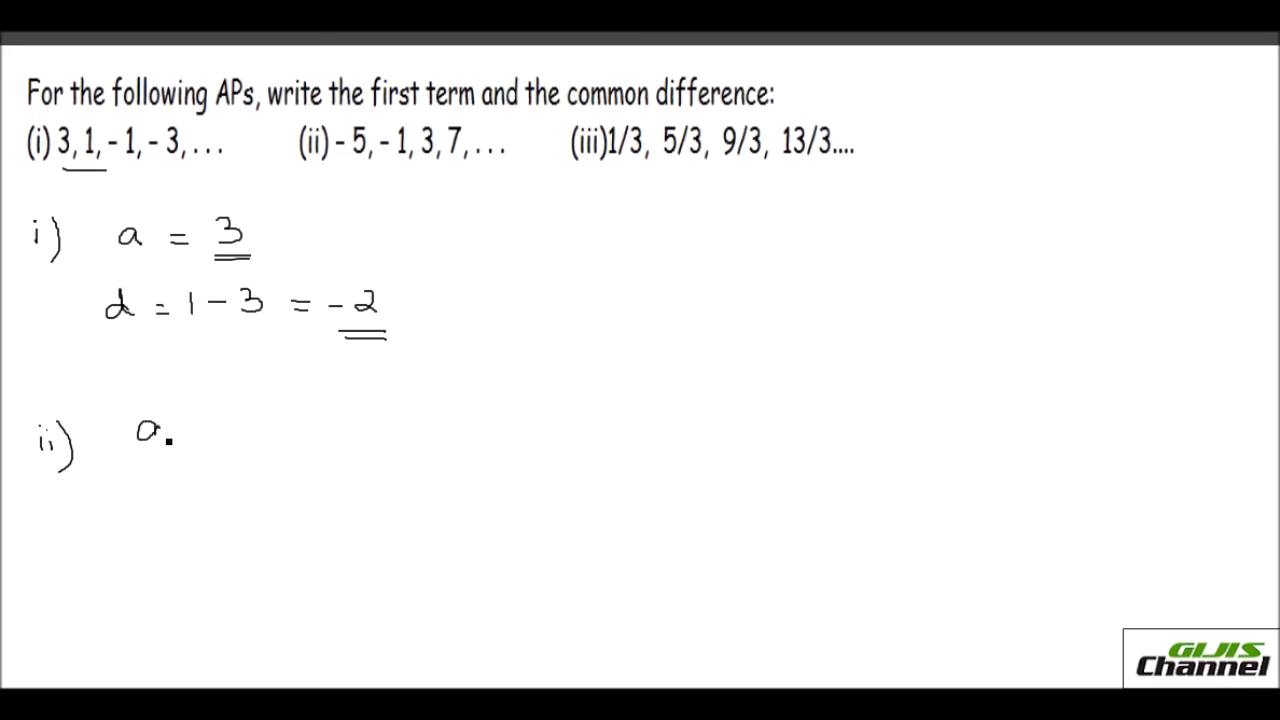 For the following APs, write the first term and the common difference:
(i) 3, 1, - 1, - 3, . . . (ii) - 5, - 1, 3, 7, . . . (iii)1/3, 5/3, 9/3, 13/3....
i) a = 3
d = 1 - 3 = - 2
ii) a
GIJIS
Channel